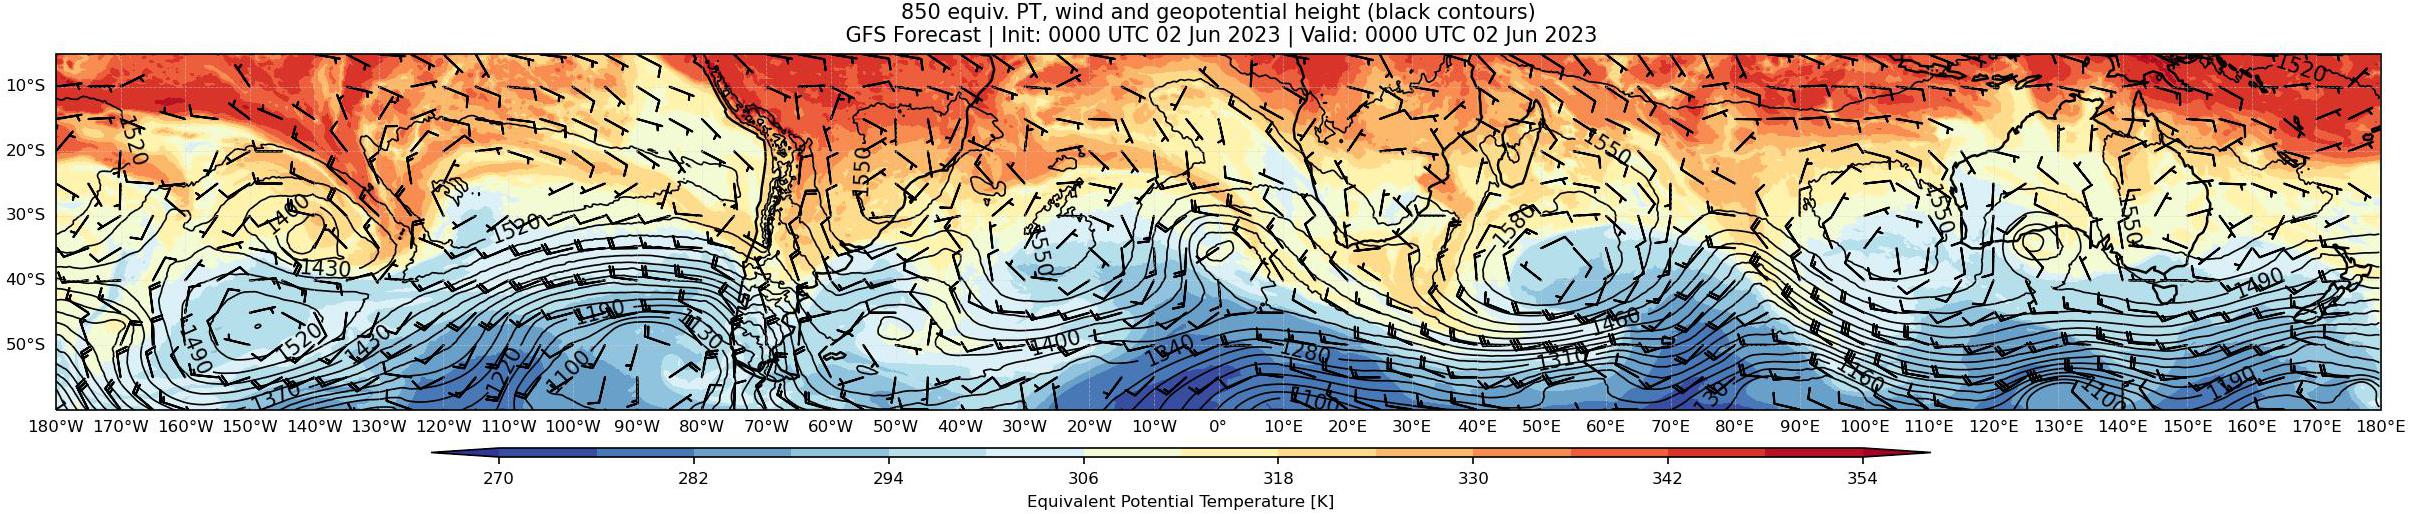 850 equiv. PT, wind and geopotential height (black contours)
GFS Forecast | Init: 0000 UTC 02 Jun 2023 | Valid: 0000 UTC 02 Jun 2023
10°S
20°S
30°S
40°S
50°S
1520
1520
1550
1550
1400
1520
1550
1580
1550
1550
1430
1490
1190
1490
1520
1430
1130
1400
1340
1280
1460
1310
1160
1370
1220
1100
1100
1100
1190
180°W 170°W 160°W 150°W 140°W 130°W 120°W 110°W 100°W 90°W 80°W 70°W 60°W 50°W 40°W 30°W 20°W 10°W 0° 10°E 20°E 30°E 40°E 50°E 60°E 70°E 80°E 90°E 100°E 110°E 120°E 130°E 140°E 150°E 160°E 170°E 180°E
270 282 294 306 318 330 342 354
Equivalent Potential Temperature [K]